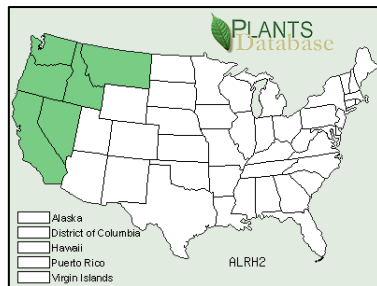 PLANTS
Database
Alaska
District of Columbia
Hawaii
Puerto Rico
Virgin Islands
ALRH2